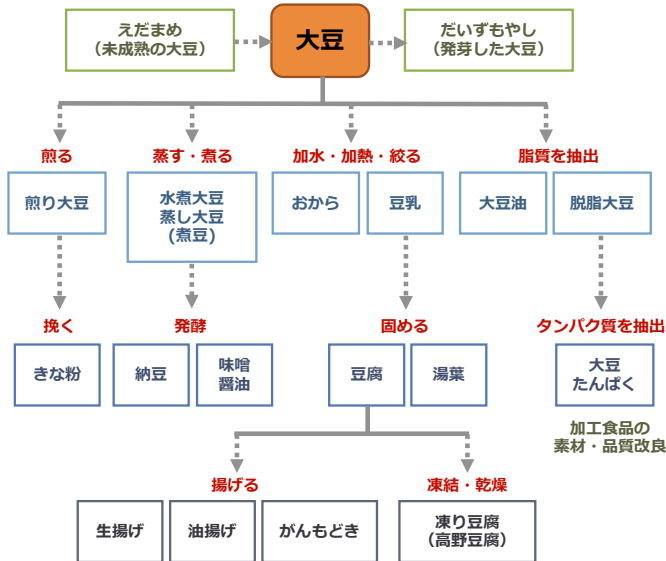 えだまめ
（未成熟の大豆）
大豆
だいずもやし
（発芽した大豆）
煎る
蒸す・煮る
加水・加熱・絞る
脂質を抽出
煎り大豆
水煮大豆
蒸し大豆
(煮豆)
おから
豆乳
大豆油
脱脂大豆
挽く
発酵
固める
タンパク質を抽出
きな粉
納豆
味噌
醤油
豆腐
湯葉
大豆
たんぱく
加工食品の
素材・品質改良
揚げる
凍結・乾燥
生揚げ
油揚げ
がんもどき
凍り豆腐
（高野豆腐）